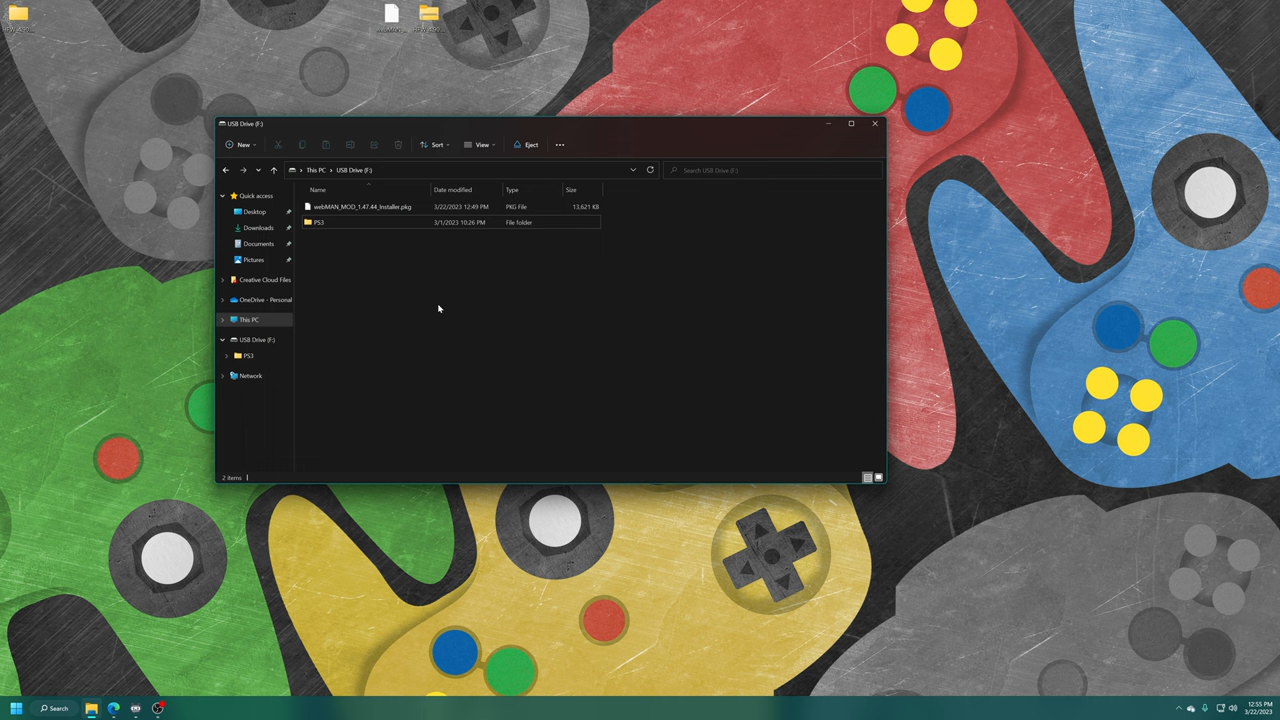 USB Drive (F:)
New
Sort
View
Eject
This PC
USB Drive (F:)
Search USB Drive (F:)
Name
Date modified
Type
Size
webMAN_MOD_1.47.44_Installer.pkg
3/22/2023 12:49 PM
PKG File
13,621 KB
PS3
3/1/2023 10:26 PM
File folder
Quick access
Desktop
Downloads
Documents
Pictures
Creative Cloud Files
OneDrive - Personal
This PC
USB Drive (F:)
PS3
Network
2 items
Search
12:55 PM
3/22/2023